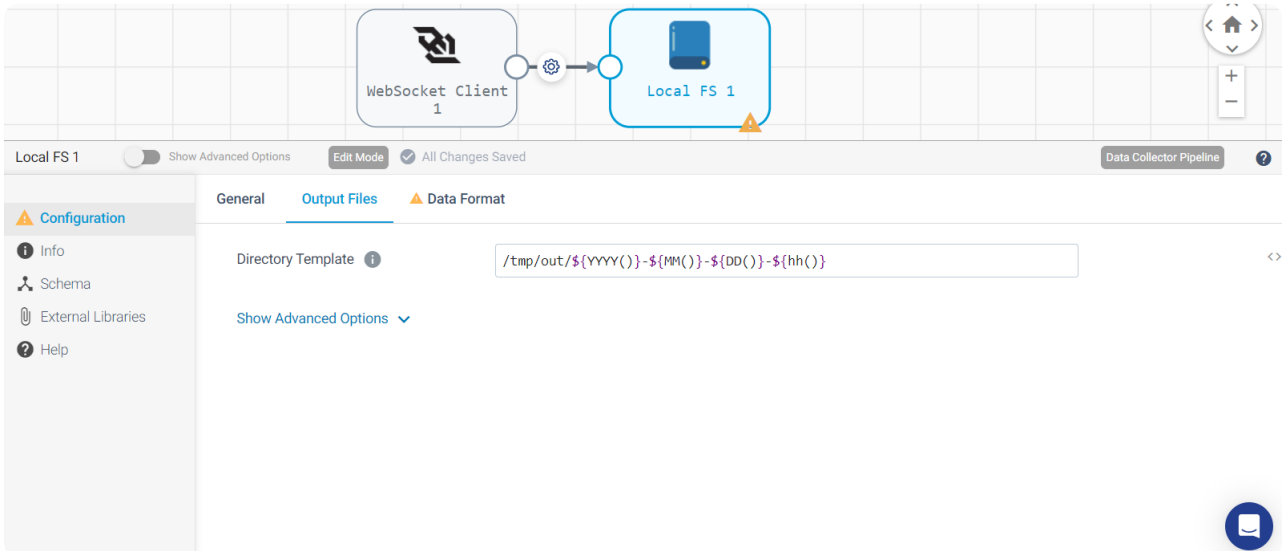 WebSocket Client
1
Local FS 1
+
−
Local FS 1
Show Advanced Options
Edit Mode
All Changes Saved
Data Collector Pipeline
?
Configuration
Info
Schema
External Libraries
Help
General
Output Files
Data Format
Directory Template
/tmp/out/${YYYY()}-${MM()}-${DD()}-${hh()}
<>
Show Advanced Options